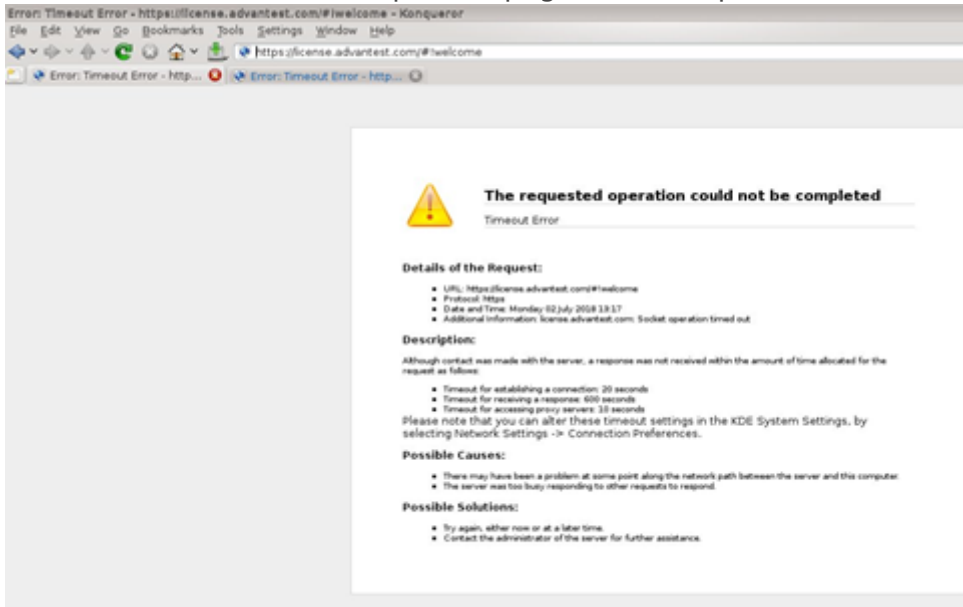 Error: Timeout Error - https://license.advantest.com/#!welcome - Konqueror
File Edit View Go Bookmarks Tools Settings Window Help
https://license.advantest.com/#!welcome
Error: Timeout Error - http... Error: Timeout Error - http...
The requested operation could not be completed
Timeout Error
Details of the Request:
URL: https://license.advantest.com/#!welcome
Protocol: https
Date and Time: Monday 02 July 2018 13:17
Additional Information: license.advantest.com: Socket operation timed out
Description:
Although contact was made with the server, a response was not received within the amount of time allocated for the
request as follows:
Timeout for establishing a connection: 20 seconds
Timeout for receiving a response: 600 seconds
Timeout for accessing proxy servers: 10 seconds
Please note that you can alter these timeout settings in the KDE System Settings, by
selecting Network Settings -> Connection Preferences.
Possible Causes:
There may have been a problem at some point along the network path between the server and this computer.
The server was too busy responding to other requests to respond.
Possible Solutions:
Try again, either now or at a later time.
Contact the administrator of the server for further assistance.